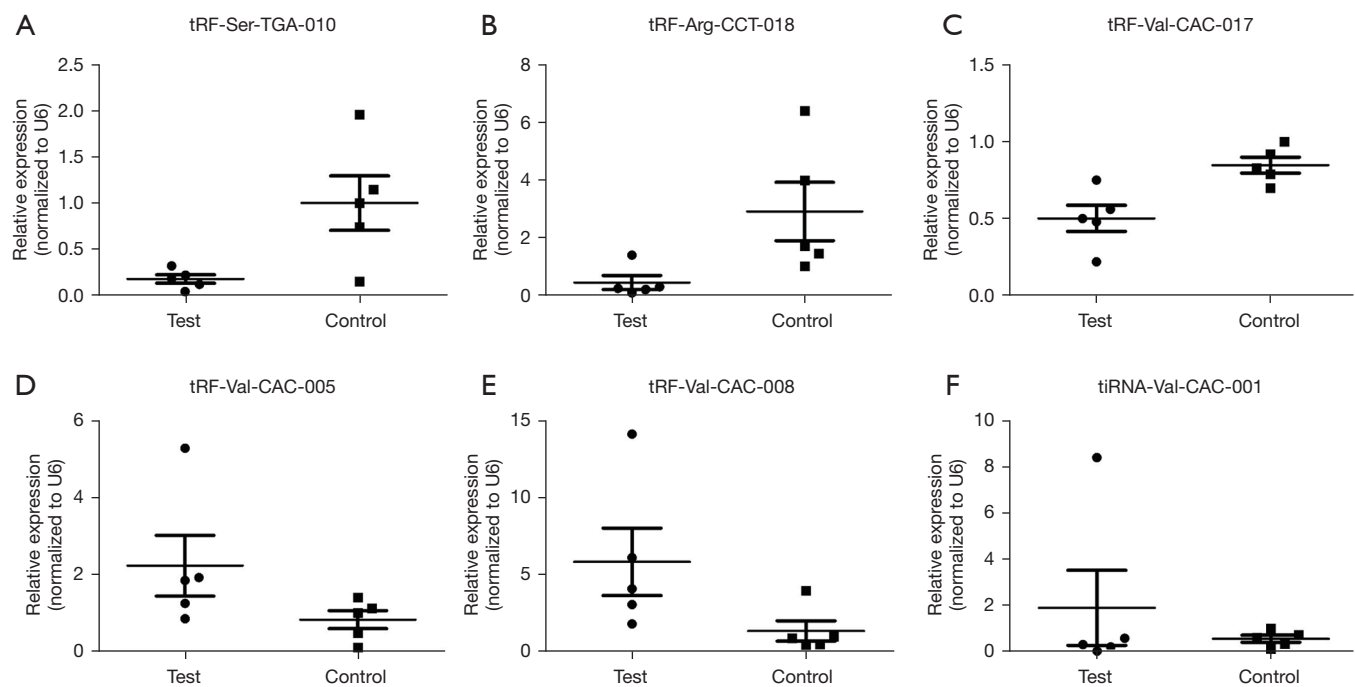 A
tRF-Ser-TGA-010
Relative expression
(normalized to U6)
2.5
2.0
1.5
1.0
0.5
0.0
Test
Control
B
tRF-Arg-CCT-018
Relative expression
(normalized to U6)
8
6
4
2
0
Test
Control
C
tRF-Val-CAC-017
Relative expression
(normalized to U6)
1.5
1.0
0.5
0.0
Test
Control
D
tRF-Val-CAC-005
Relative expression
(normalized to U6)
6
4
2
0
Test
Control
E
tRF-Val-CAC-008
Relative expression
(normalized to U6)
15
10
5
0
Test
Control
F
tiRNA-Val-CAC-001
Relative expression
(normalized to U6)
10
8
6
4
2
0
Test
Control